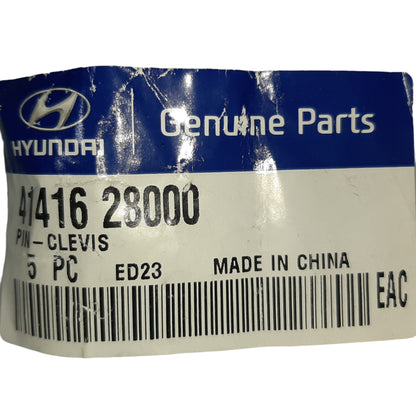 HYUNDAI
Genuine Parts
41416 28000
PIN-CLEVIS
5 PC ED23 MADE IN CHINA
EAC